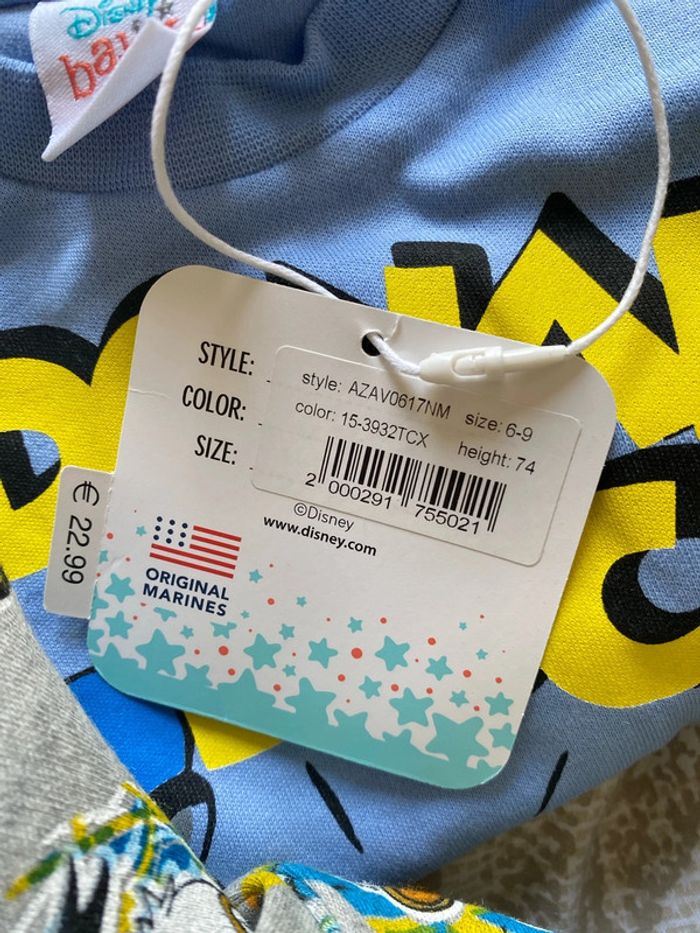 Disney
STYLE:
COLOR:
SIZE:
style: AZAV0617NM size: 6-9
color: 15-3932TCX height: 74
2 000291 755021
©Disney
www.disney.com
€ 22.99
ORIGINAL
MARINES